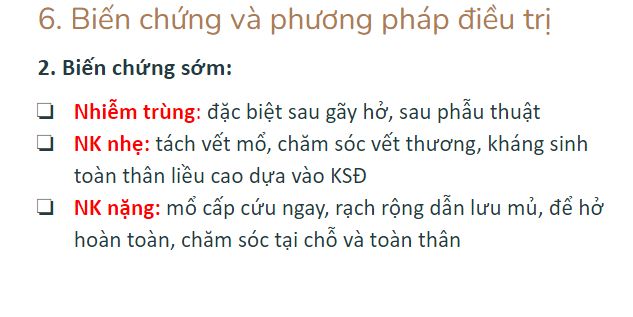 6. Biến chứng và phương pháp điều trị
2. Biến chứng sớm:
❏ Nhiễm trùng: đặc biệt sau gãy hở, sau phẫu thuật
❏ NK nhẹ: tách vết mổ, chăm sóc vết thương, kháng sinh
toàn thân liều cao dựa vào KSĐ
❏ NK nặng: mổ cấp cứu ngay, rạch rộng dẫn lưu mủ, để hở
hoàn toàn, chăm sóc tại chỗ và toàn thân